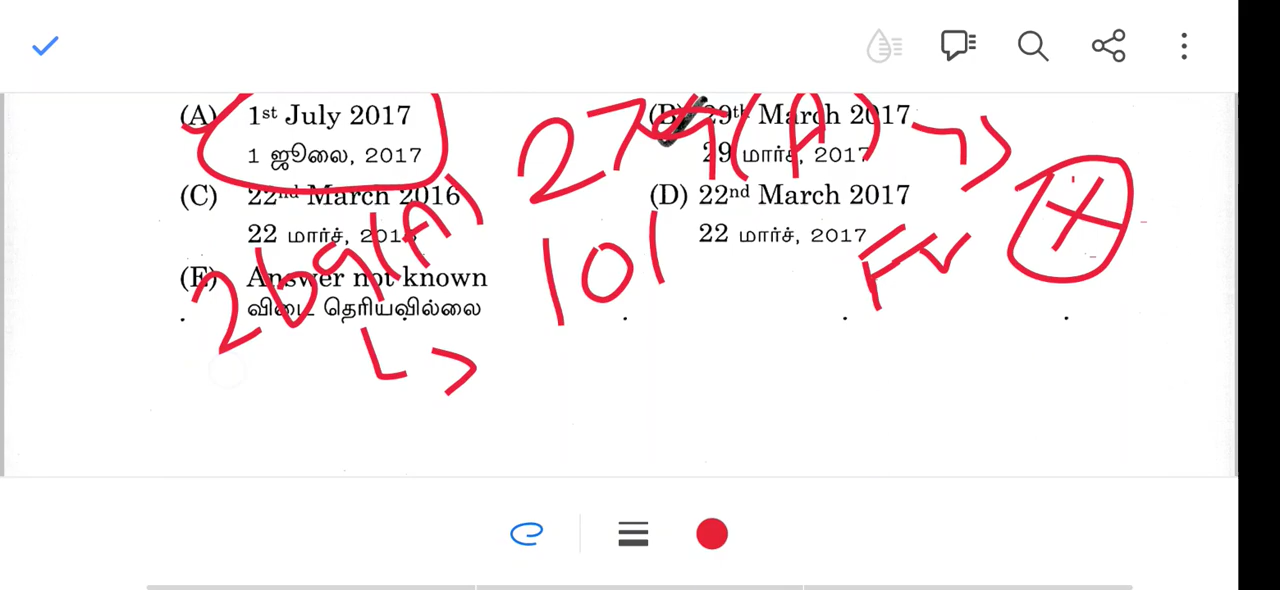 (A) 1st July 2017 (B) 29th March 2017
1 ஜூலை, 2017 29 மார்ச், 2017
(C) 22nd March 2016 (D) 22nd March 2017
22 மார்ச், 2016 22 மார்ச், 2017
(E) Answer not known
விடை தெரியவில்லை
279(A)
269(A)
101